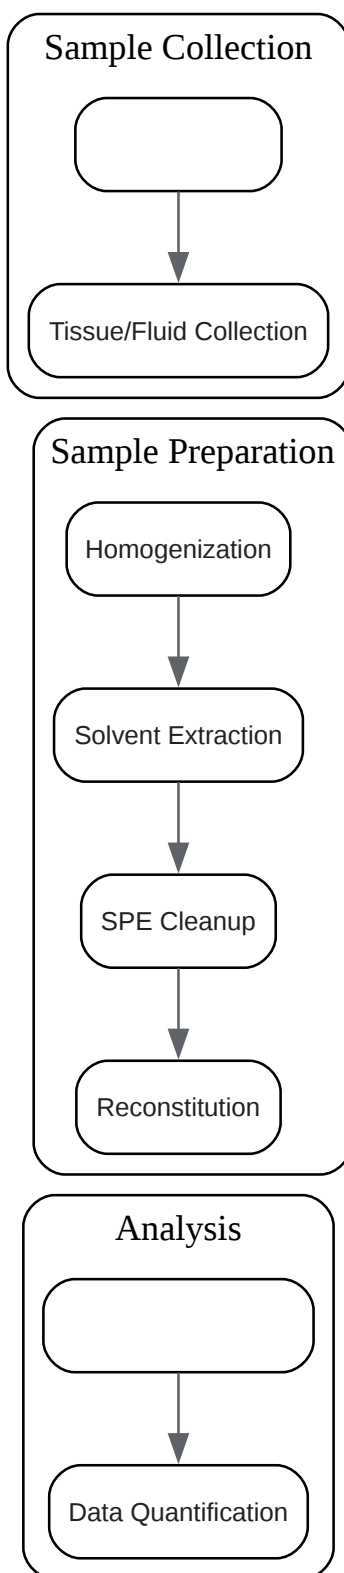 Sample Collection
Tissue/Fluid Collection
Sample Preparation
Homogenization
Solvent Extraction
SPE Cleanup
Reconstitution
Analysis
Data Quantification